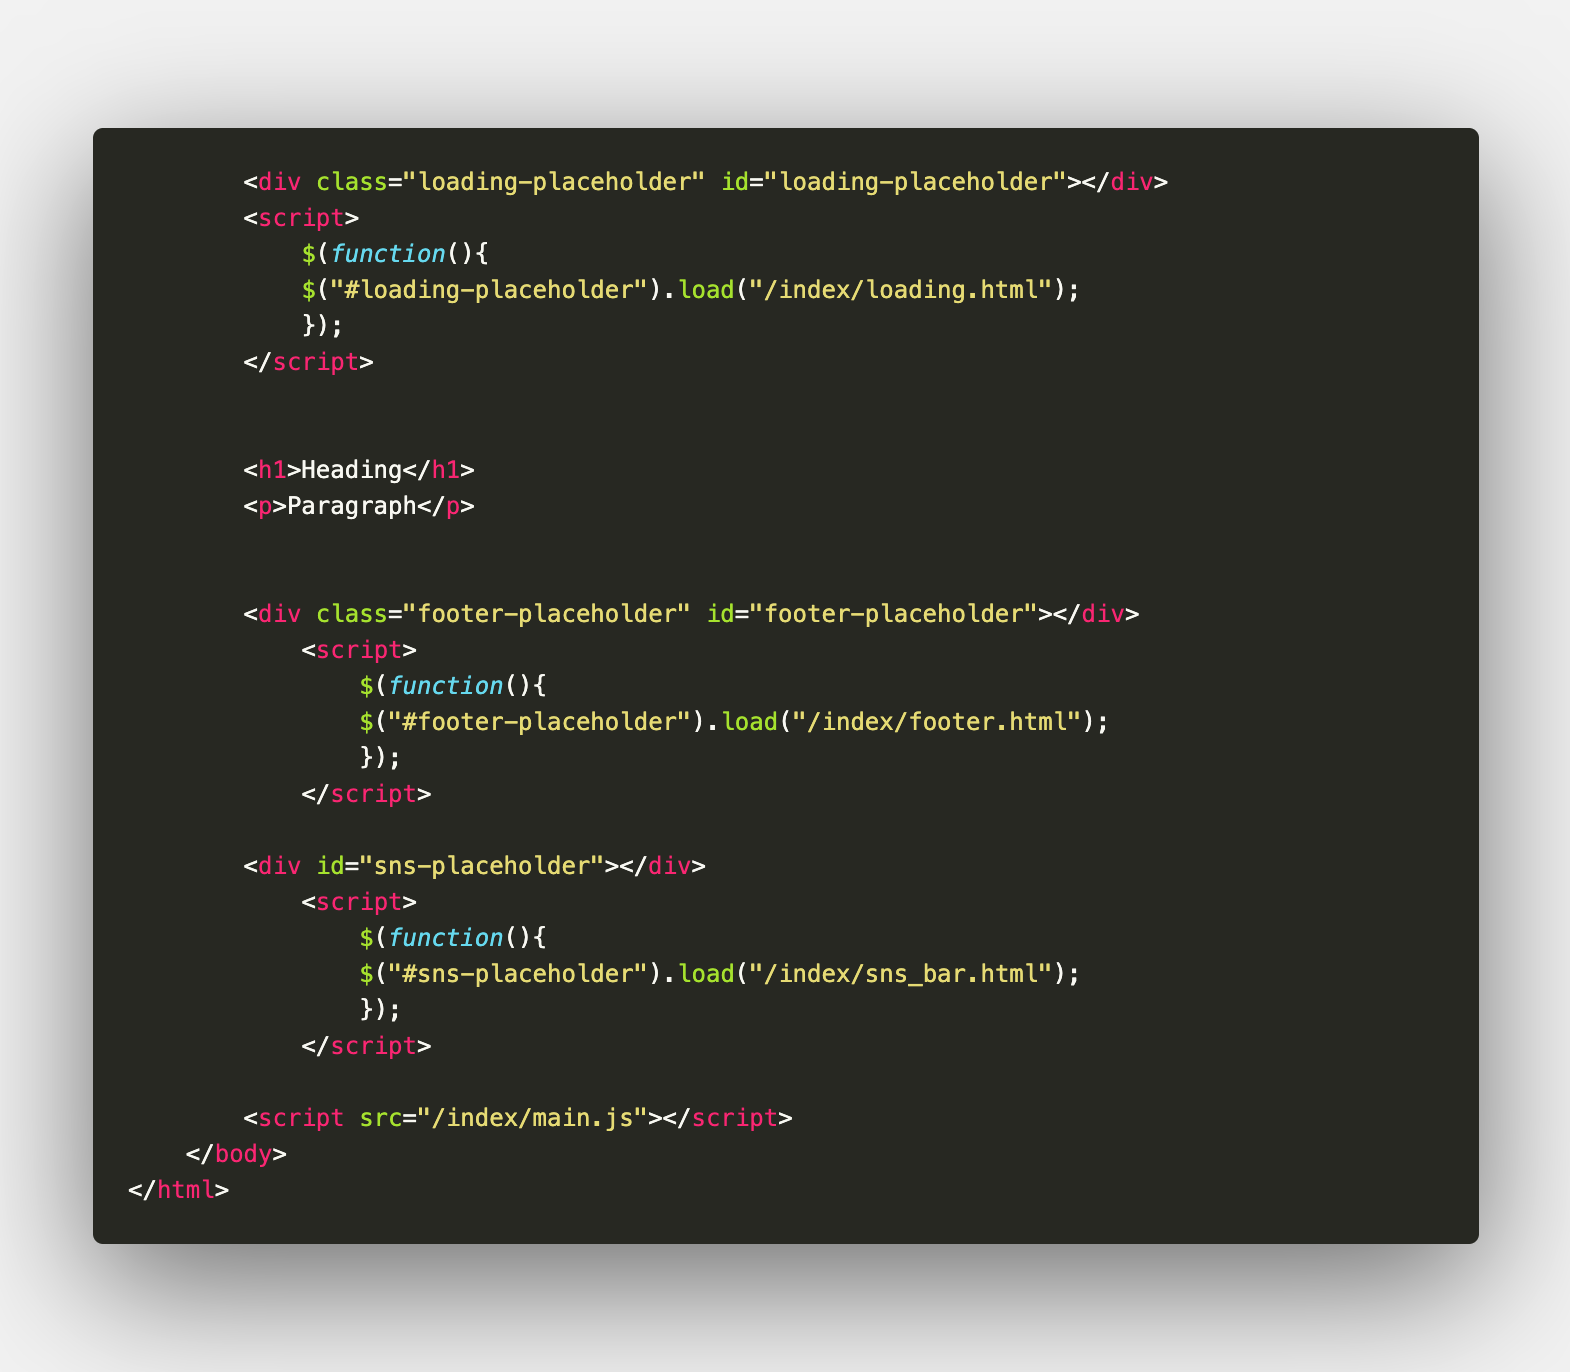 <div class="loading-placeholder" id="loading-placeholder"></div>
<script>
$(function(){
$("#loading-placeholder").load("/index/loading.html");
});
</script>
<h1>Heading</h1>
<p>Paragraph</p>
<div class="footer-placeholder" id="footer-placeholder"></div>
<script>
$(function(){
$("#footer-placeholder").load("/index/footer.html");
});
</script>
<div id="sns-placeholder"></div>
<script>
$(function(){
$("#sns-placeholder").load("/index/sns_bar.html");
});
</script>
<script src="/index/main.js"></script>
</body>
</html>